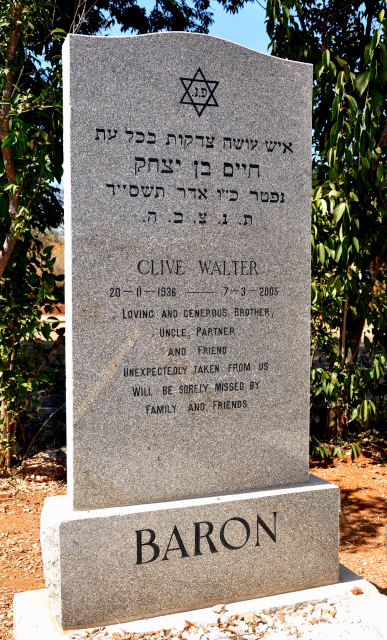 פ.נ.
איש עושה צדקות בכל עת
חיים בן יצחק
נפטר כ״ו אדר תשס״ד
ת. נ. צ. ב. ה.
CLIVE WALTER
20-11-1936 — 7-3-2005
LOVING AND GENEROUS BROTHER,
UNCLE, PARTNER
AND FRIEND
UNEXPECTEDLY TAKEN FROM US
WILL BE SORELY MISSED BY
FAMILY AND FRIENDS
BARON